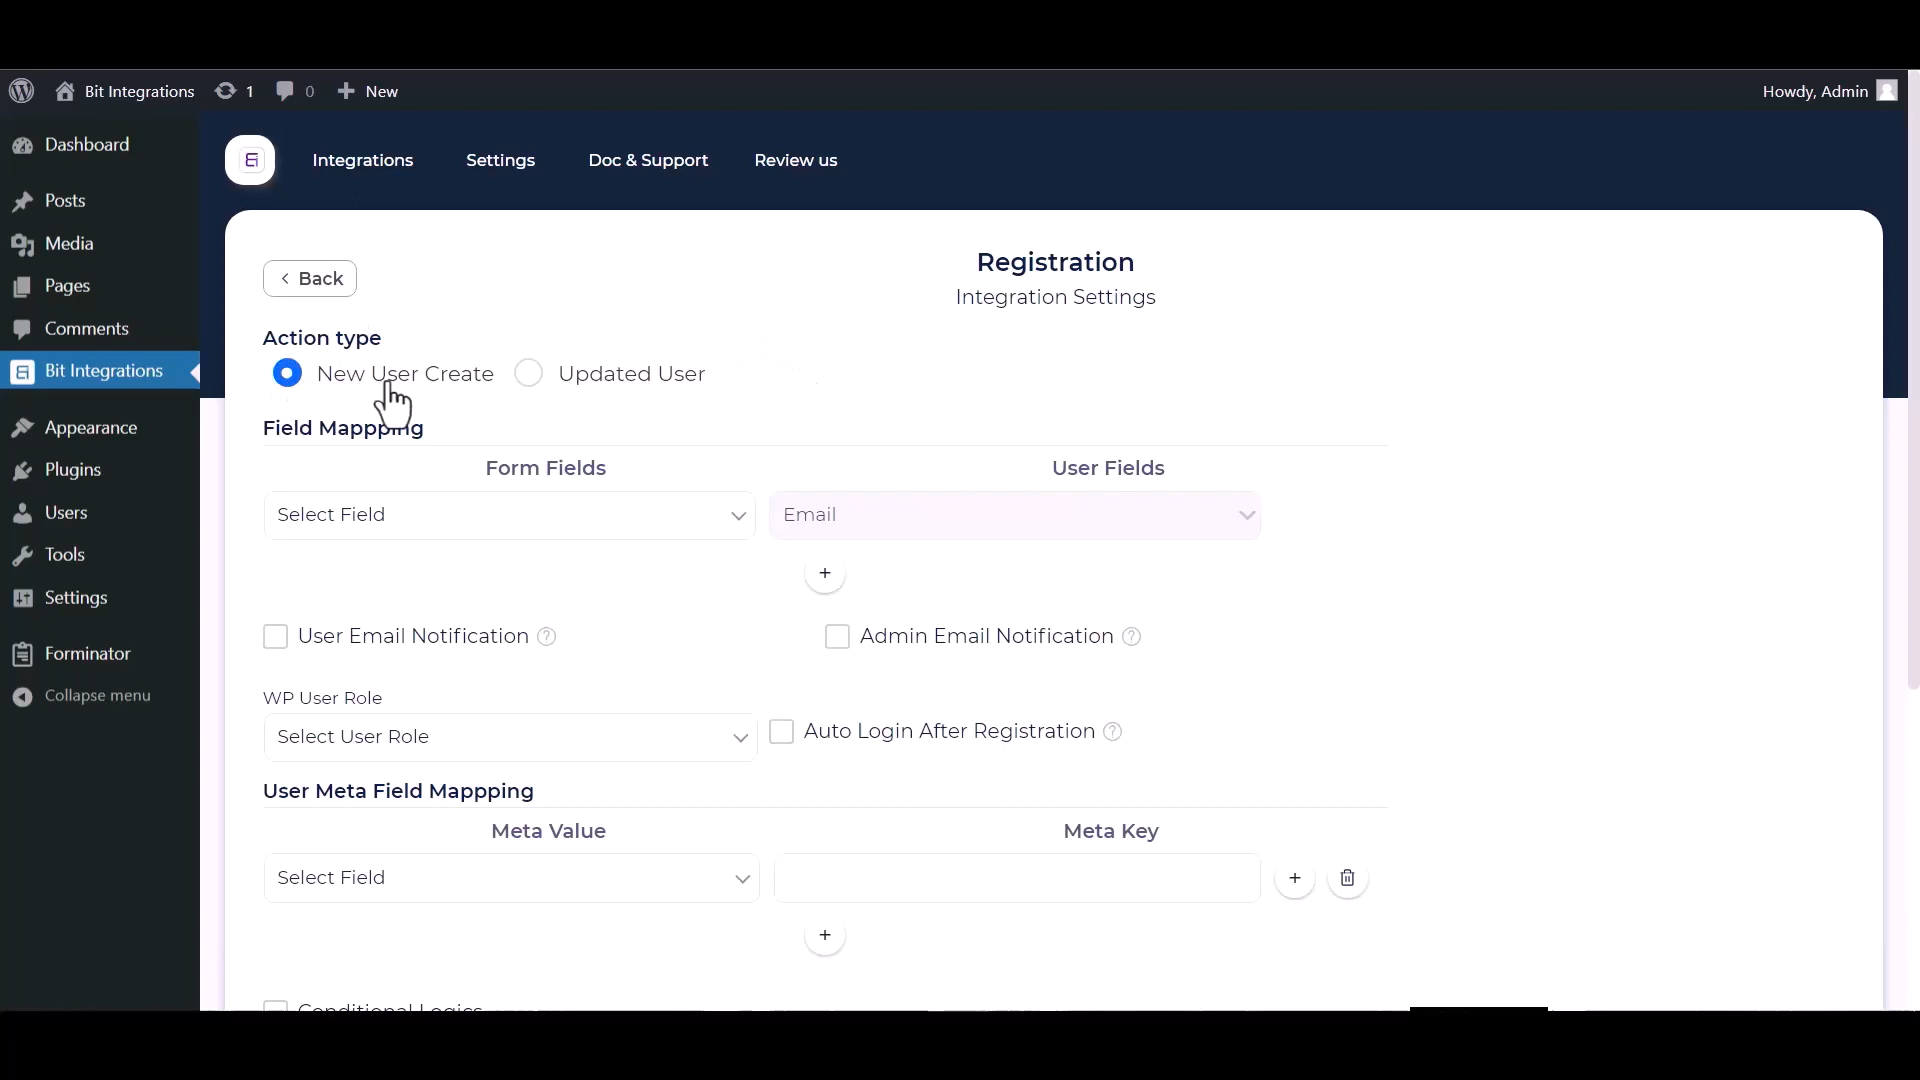 Bit Integrations 1 0 New Howdy, Admin
Dashboard
Posts
Media
Pages
Comments
Bit Integrations
Appearance
Plugins
Users
Tools
Settings
Forminator
Collapse menu
Integrations Settings Doc & Support Review us
Back
Registration
Integration Settings
Action type
New User Create Updated User
Field Mappping
Form Fields User Fields
Select Field Email
+
User Email Notification ? Admin Email Notification ?
WP User Role
Select User Role Auto Login After Registration ?
User Meta Field Mappping
Meta Value Meta Key
Select Field +
+
Conditional Logics